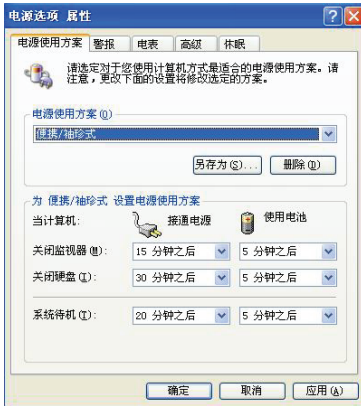 电源选项 属性
电源使用方案 警报 电表 高级 休眠
请选定对于您使用计算机方式最适合的电源使用方案。请
注意，更改下面的设置将修改选定的方案。
电源使用方案(O)
便携/袖珍式
另存为(S)... 删除(D)
为 便携/袖珍式 设置电源使用方案
当计算机: 接通电源 使用电池
关闭监视器(M): 15 分钟之后 5 分钟之后
关闭硬盘(I): 30 分钟之后 5 分钟之后
系统待机(T): 20 分钟之后 5 分钟之后
确定 取消 应用(A)